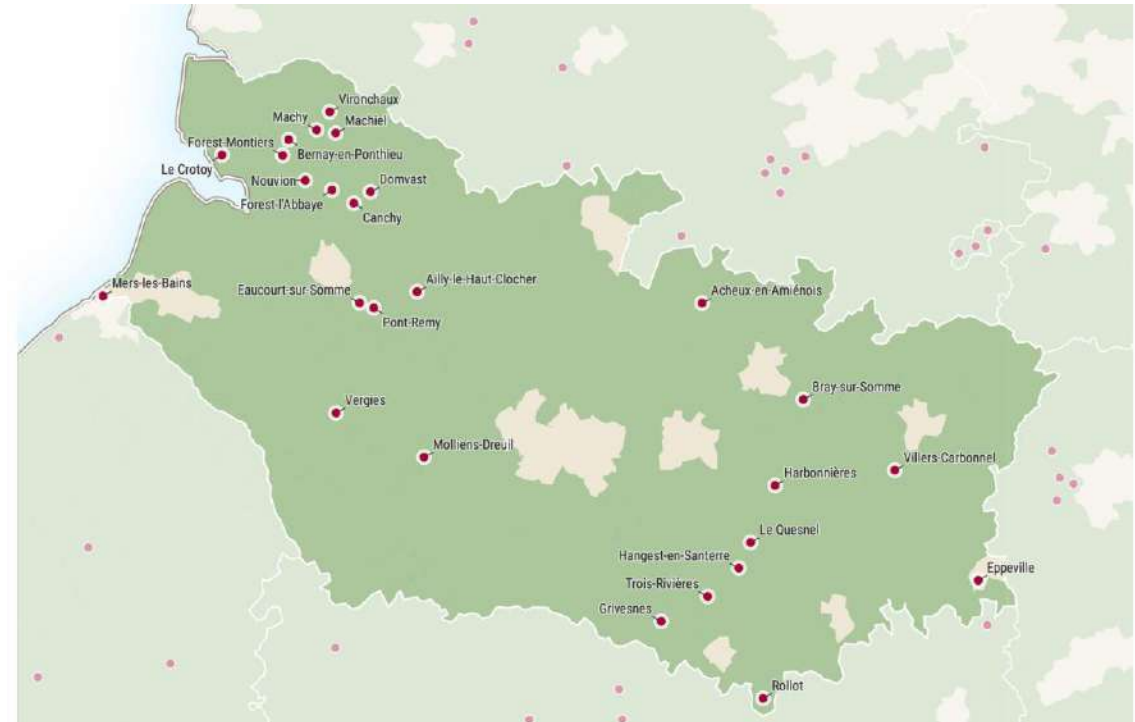 Vironchaux
Machy
Machiel
Forest-Montiers
Bernay-en-Ponthieu
Le Crotoy
Nouvion
Domvast
Forest-l'Abbaye
Canchy
Mers-les-Bains
Ailly-le-Haut-Clocher
Eaucourt-sur-Somme
Acheux-en-Amiénois
Pont-Remy
Bray-sur-Somme
Vergres
Molliens-Dreuil
Villers-Carbonnel
Harbonnières
Le Quesnel
Hangest-en-Santerre
Eppeville
Trois-Rivières
Grivesnes
Rollot